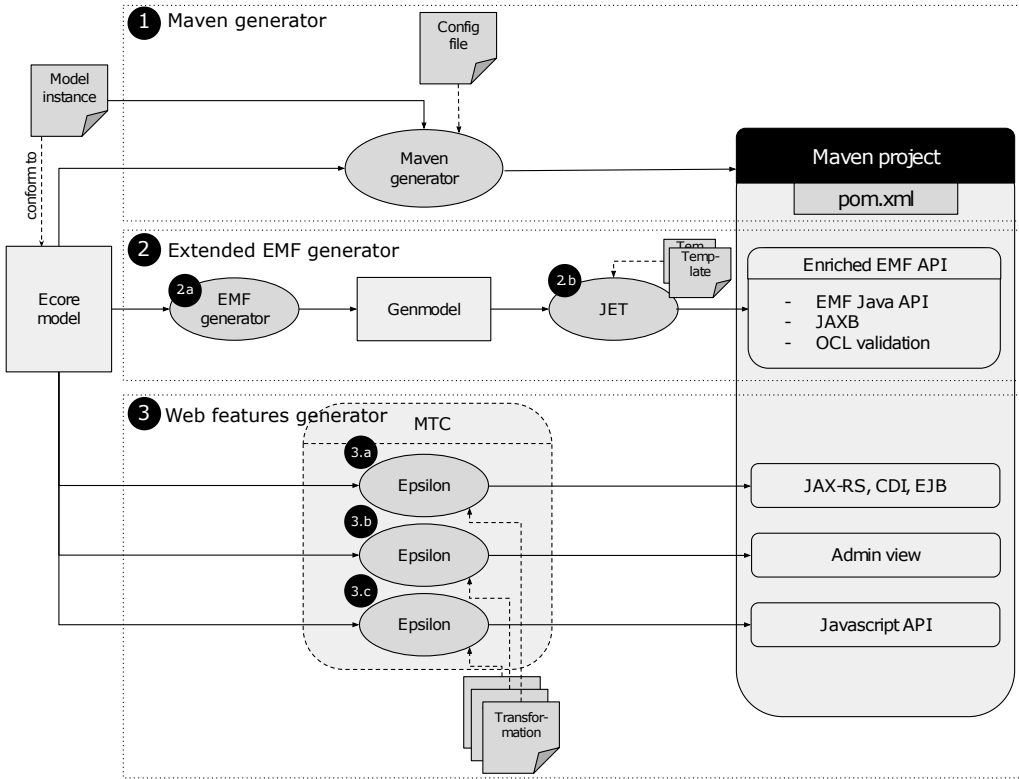 1 Maven generator
Config
file
Model
instance
conform to
Maven
generator
Maven project
pom.xml
2 Extended EMF generator
Ecore
model
2.a
EMF
generator
Genmodel
2.b
JET
Tem
Temp-
late
Enriched EMF API
- EMF Java API
- JAXB
- OCL validation
3 Web features generator
MTC
3.a
Epsilon
JAX-RS, CDI, EJB
3.b
Epsilon
Admin view
3.c
Epsilon
Javascript API
Transfor-
mation